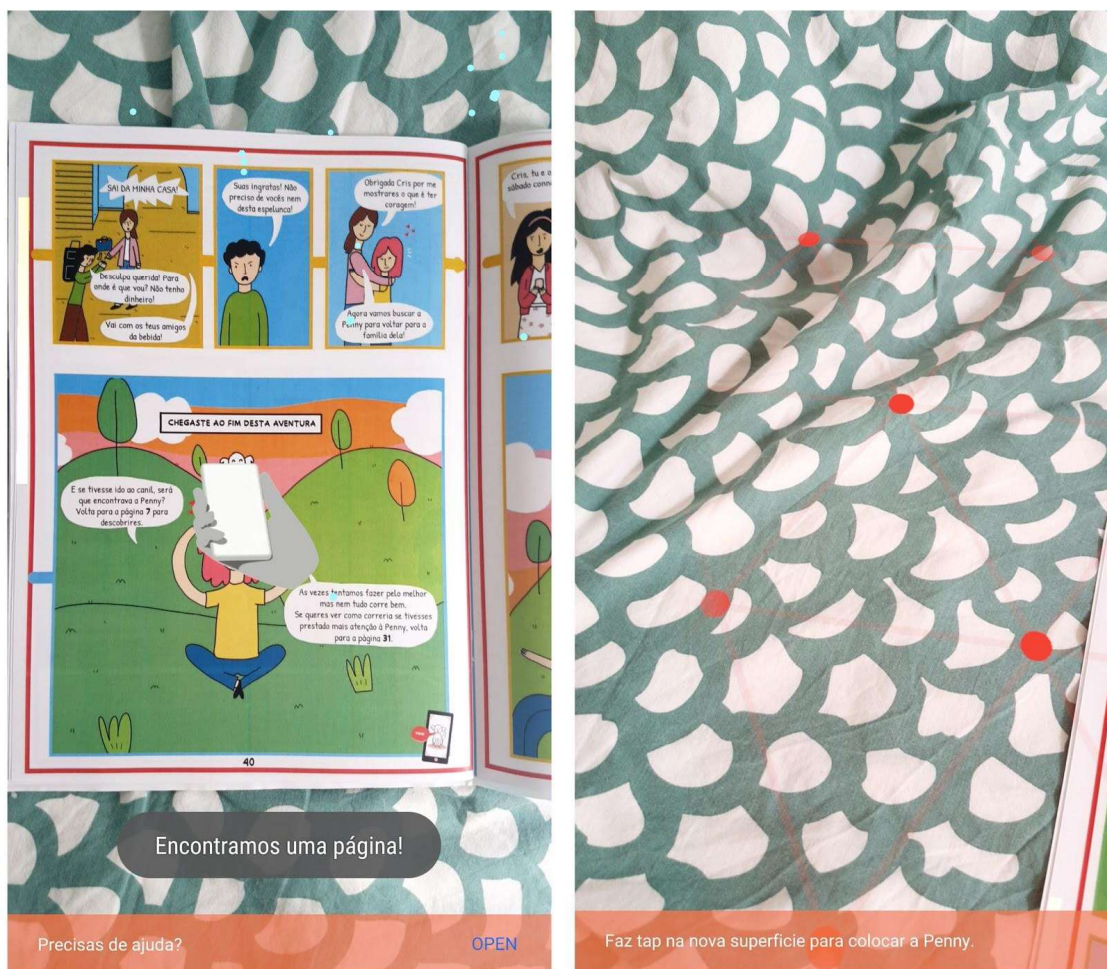 SAI DA MINHA CASA!
Desculpa querida! Para
onde é que vou? Não tenho
dinheiro!
Vai com os teus amigos
da bebida!
Suas ingratas! Não
preciso de vocês nem
desta espelunca!
Obrigada Cris por me
mostrares o que é ter
coragem!
Agora vamos buscar a
Penny para voltar para a
família dela!
Cris, tu e o
sábado
CHEGASTE AO FIM DESTA AVENTURA
E se tivesse ido ao canil, será
que encontrava a Penny?
Volta para a página 7 para
descobrires.
As vezes tentamos fazer pelo melhor
mas nem tudo corre bem.
Se queres ver como correria se tivesses
prestado mais atenção à Penny, volta
para a página 31.
40
Encontramos uma página!
Precisas de ajuda?
OPEN
Faz tap na nova superficie para colocar a Penny.